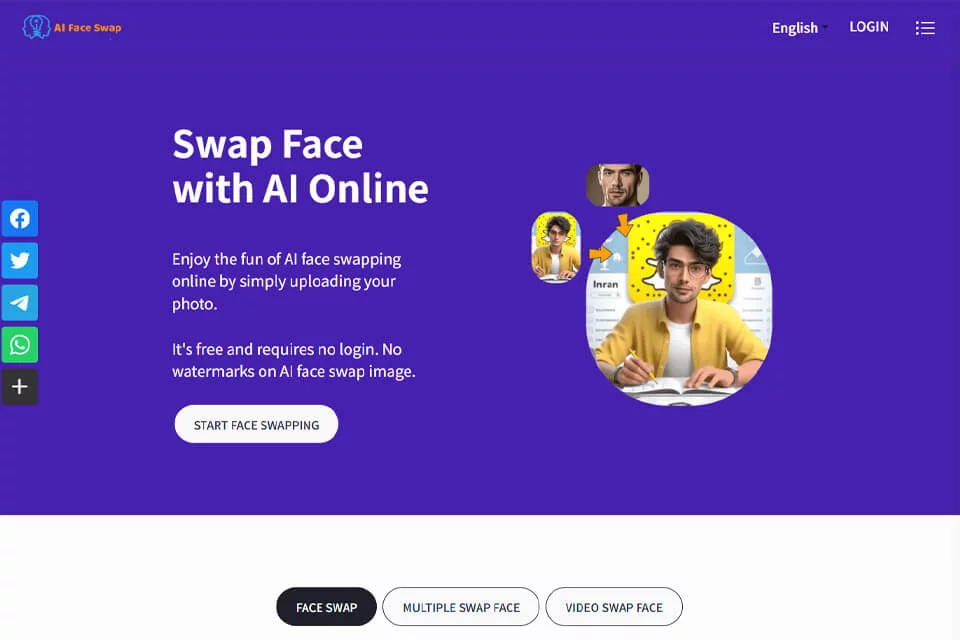 AI Face Swap
English
LOGIN
Swap Face
with AI Online
Enjoy the fun of AI face swapping
online by simply uploading your
photo.
It's free and requires no login. No
watermarks on AI face swap image.
START FACE SWAPPING
Inran
FACE SWAP
MULTIPLE SWAP FACE
VIDEO SWAP FACE